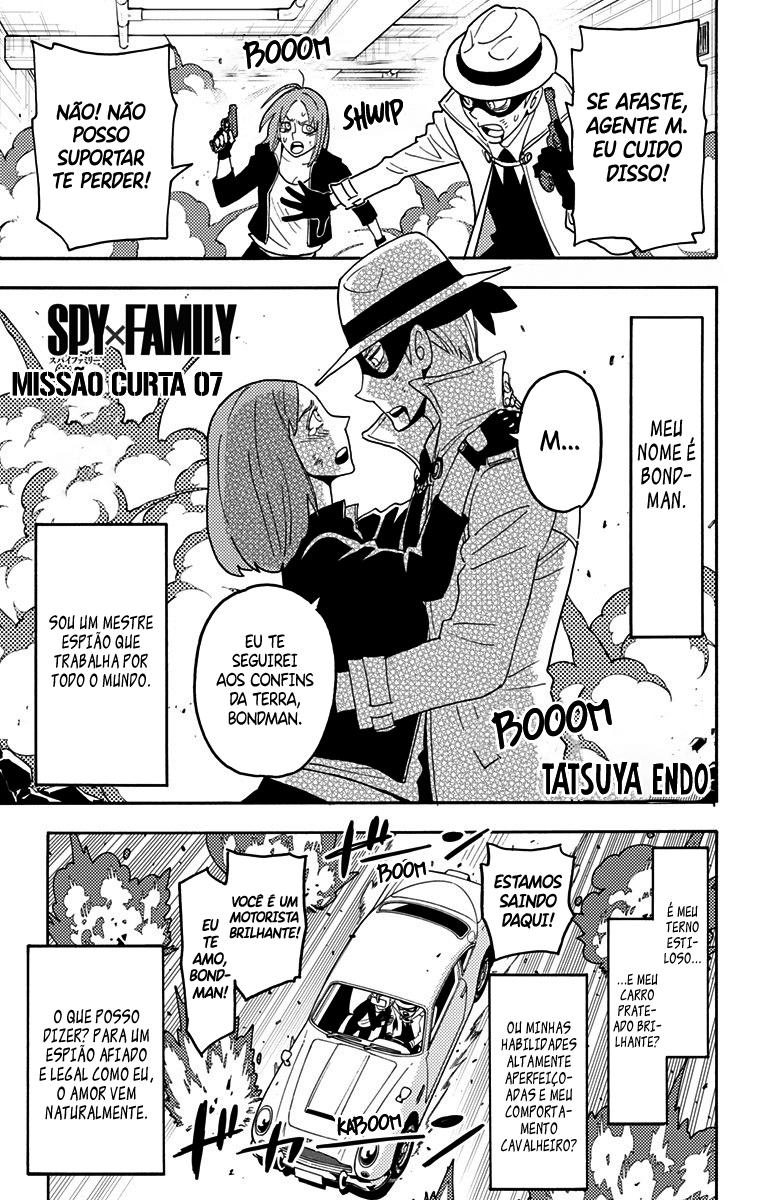 SE AFASTE,
AGENTE M.
EU CUIDO
DISSO!
BOOOM
SHWIP
NÃO! NÃO
POSSO
SUPORTAR
TE PERDER!
SPY×FAMILY
スパイファミリー
MISSÃO CURTA 07
MEU
NOME É
BOND-
MAN.
M...
SOU UM MESTRE
ESPIÃO QUE
TRABALHA POR
TODO O MUNDO.
EU TE
SEGUIREI
AOS CONFINS
DA TERRA,
BONDMAN.
BOOOM
TATSUYA ENDO
É MEU
TERNO
ESTI-
LOSO...
...E MEU
CARRO
PRATE-
ADO BRI-
LHANTE?
ESTAMOS
SAINDO
DAQUI!
OU MINHAS
HABILIDADES
ALTAMENTE
APERFEIÇO-
ADAS E MEU
COMPORTA-
MENTO
CAVALHEIRO?
ドド
BOOM
VOCÊ É UM
MOTORISTA
BRILHANTE!
EU
TE
AMO,
BOND-
MAN!
O QUE POSSO
DIZER? PARA UM
ESPIÃO AFIADO
E LEGAL COMO EU,
O AMOR VEM
NATURALMENTE.
KABOOM